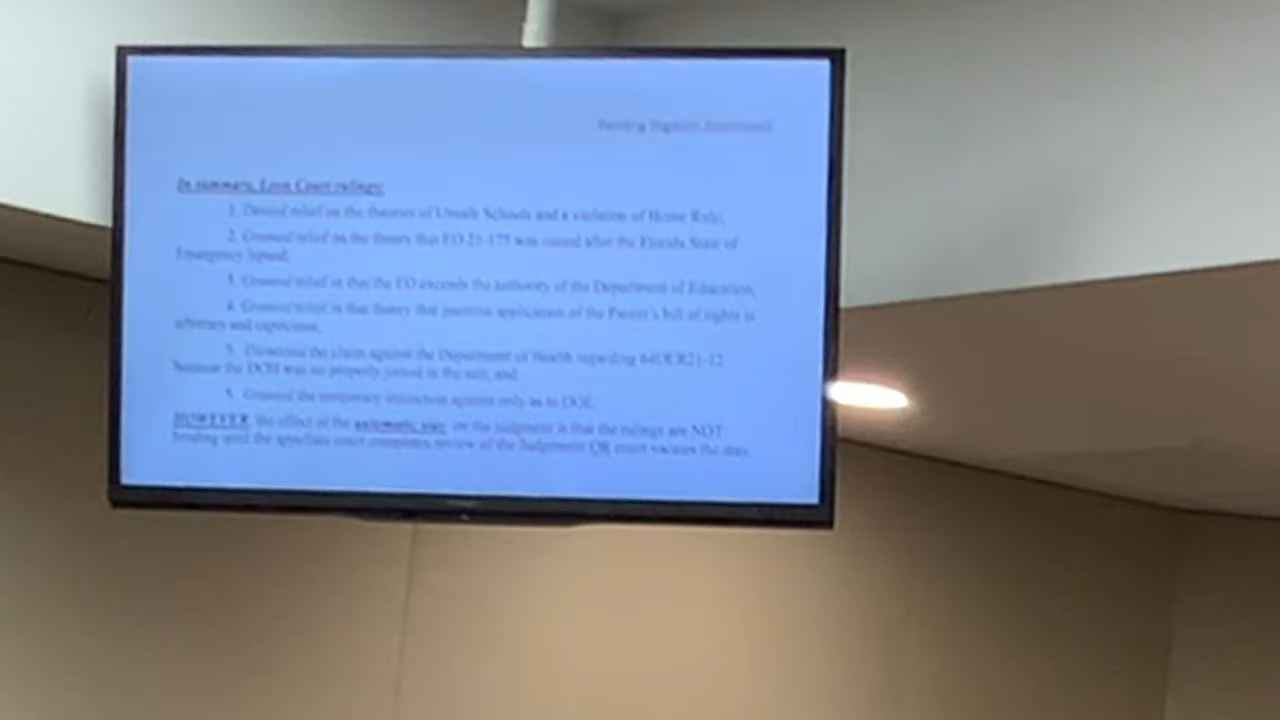 Pending litigation (continued)
In summary, Leon Court rulings:
1. Denied relief on the theories of Unsafe Schools and a violation of Home Rule;
2. Granted relief on the theory that EO 21-175 was issued after the Florida State of
Emergency lapsed;
3. Granted relief in that the EO exceeds the authority of the Department of Education,
4. Granted relief in that theory that application of the Parent's bill of rights is
arbitrary and capricious;
5. Dismissed the claim against the Department of Health regarding 64DER21-12
because the DOH was no properly joined in the suit; and
Granted the temporary injunction against only as to DOE.
HOWEVER, the effect of the automatic stay on the judgment is that the rulings are NOT
binding until the appellate court completes review of the Judgment OR court vacates the stay.